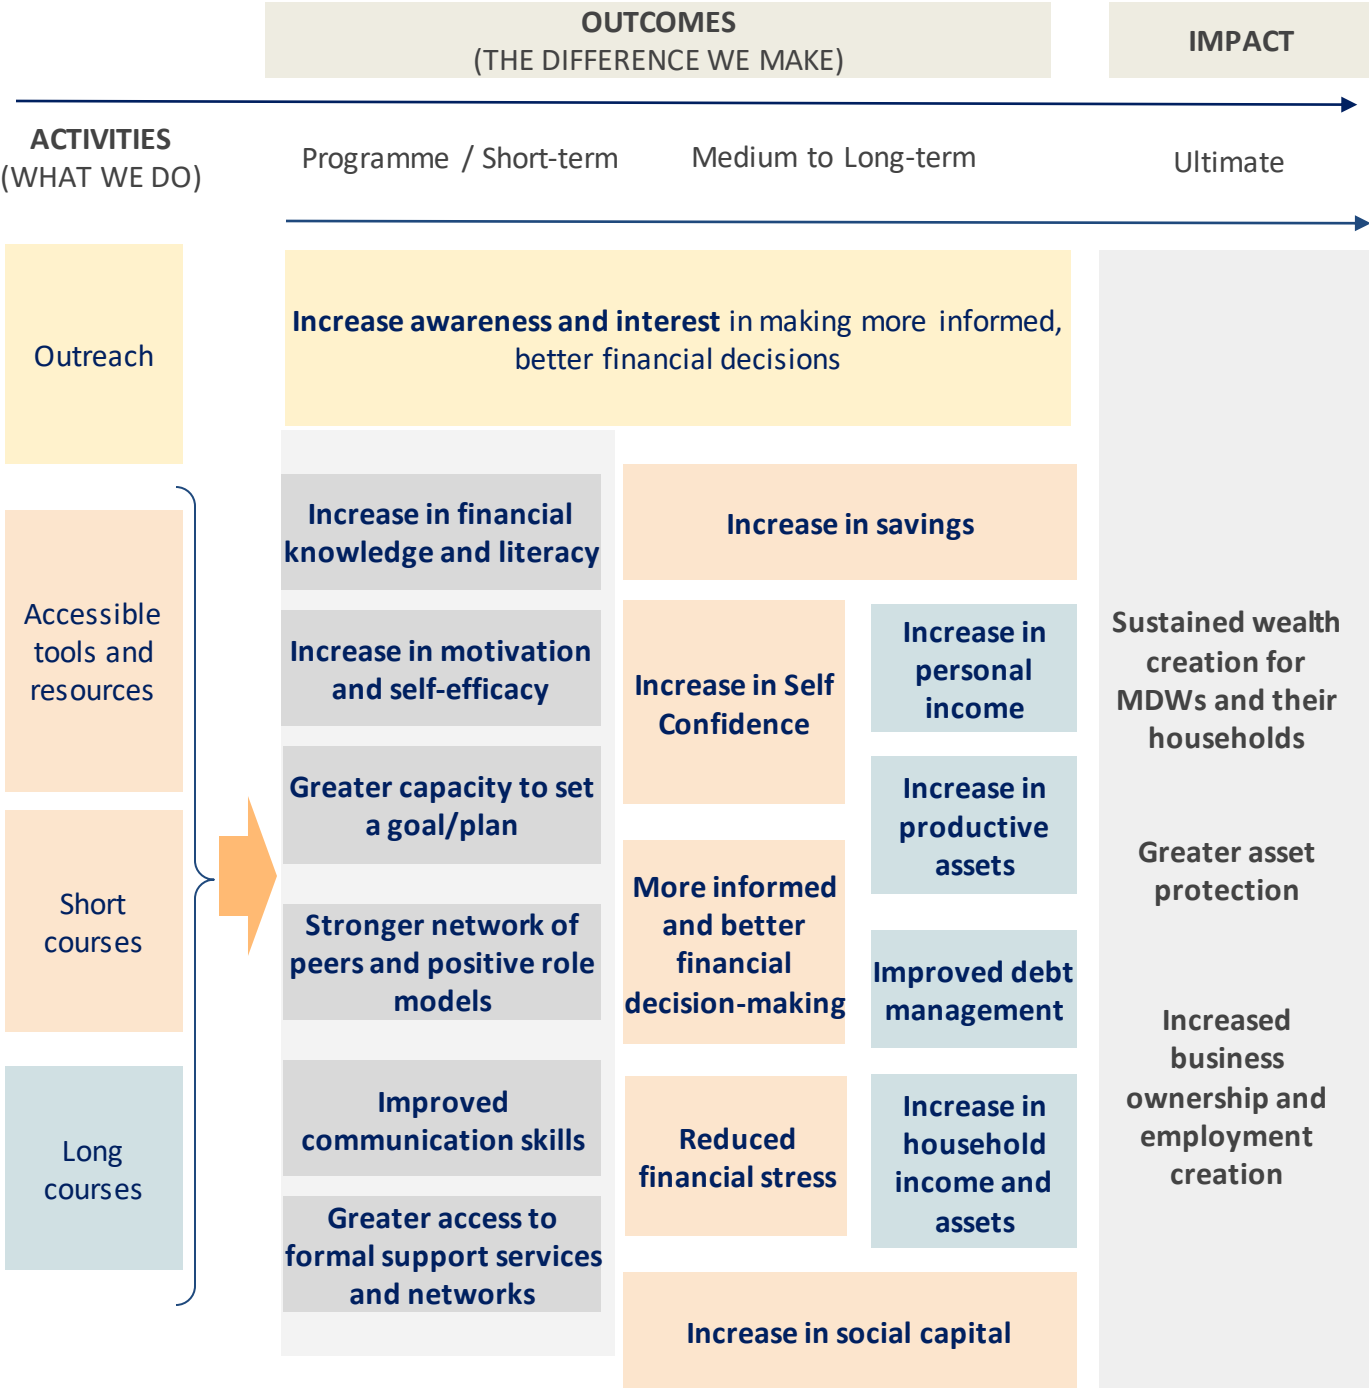 OUTCOMES
(THE DIFFERENCE WE MAKE)
IMPACT
ACTIVITIES
(WHAT WE DO)
Programme / Short-term
Medium to Long-term
Ultimate
Outreach
Increase awareness and interest in making more informed,
better financial decisions
Accessible
tools and
resources
Short
courses
Long
courses
Increase in financial
knowledge and literacy
Increase in motivation
and self-efficacy
Greater capacity to set
a goal/plan
Stronger network of
peers and positive role
models
Improved
communication skills
Greater access to
formal support services
and networks
Increase in savings
Increase in Self
Confidence
More informed
and better
financial
decision-making
Reduced
financial stress
Increase in
personal
income
Increase in
productive
assets
Improved debt
management
Increase in
household
income and
assets
Increase in social capital
Sustained wealth
creation for
MDWs and their
households
Greater asset
protection
Increased
business
ownership and
employment
creation